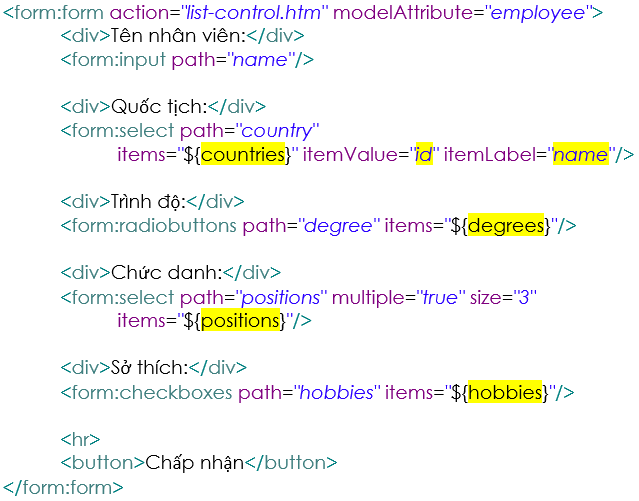 <form:form action="list-control.htm" modelAttribute="employee">
<div>Tên nhân viên:</div>
<form:input path="name"/>
<div>Quốc tịch:</div>
<form:select path="country"
items="${countries}" itemValue="id" itemLabel="name"/>
<div>Trình độ:</div>
<form:radiobuttons path="degree" items="${degrees}"/>
<div>Chức danh:</div>
<form:select path="positions" multiple="true" size="3"
items="${positions}"/>
<div>Sở thích:</div>
<form:checkboxes path="hobbies" items="${hobbies}"/>
<hr>
<button>Chấp nhận</button>
</form:form>